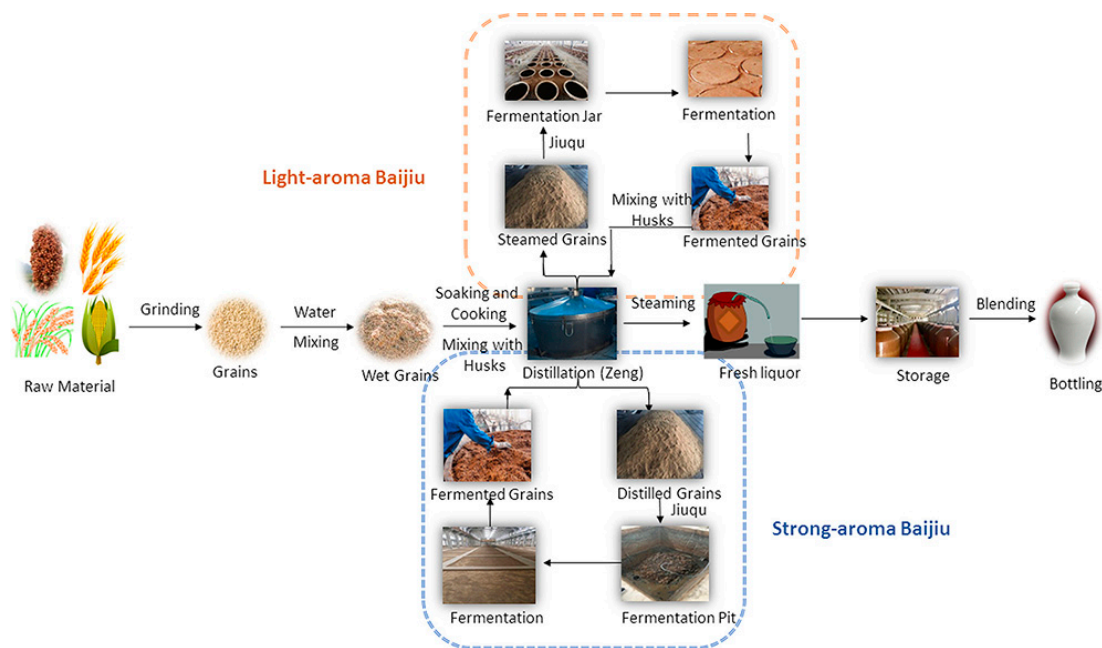 Fermentation Jar
Fermentation
Jiuqu
Light-aroma Baijiu
Mixing with
Husks
Steamed Grains
Fermented Grains
Grinding
Water
Mixing
Soaking and
Cooking
Mixing with
Husks
Steaming
Blending
Raw Material
Grains
Wet Grains
Distillation (Zeng)
Fresh liquor
Storage
Bottling
Fermented Grains
Distilled Grains
Jiuqu
Strong-aroma Baijiu
Fermentation
Fermentation Pit